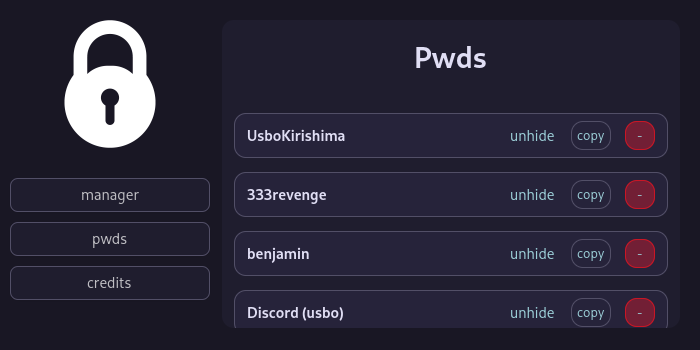 manager
pwds
credits
Pwds
UsboKirishima unhide copy -
333revenge unhide copy -
benjamin unhide copy -
Discord (usbo) unhide copy -